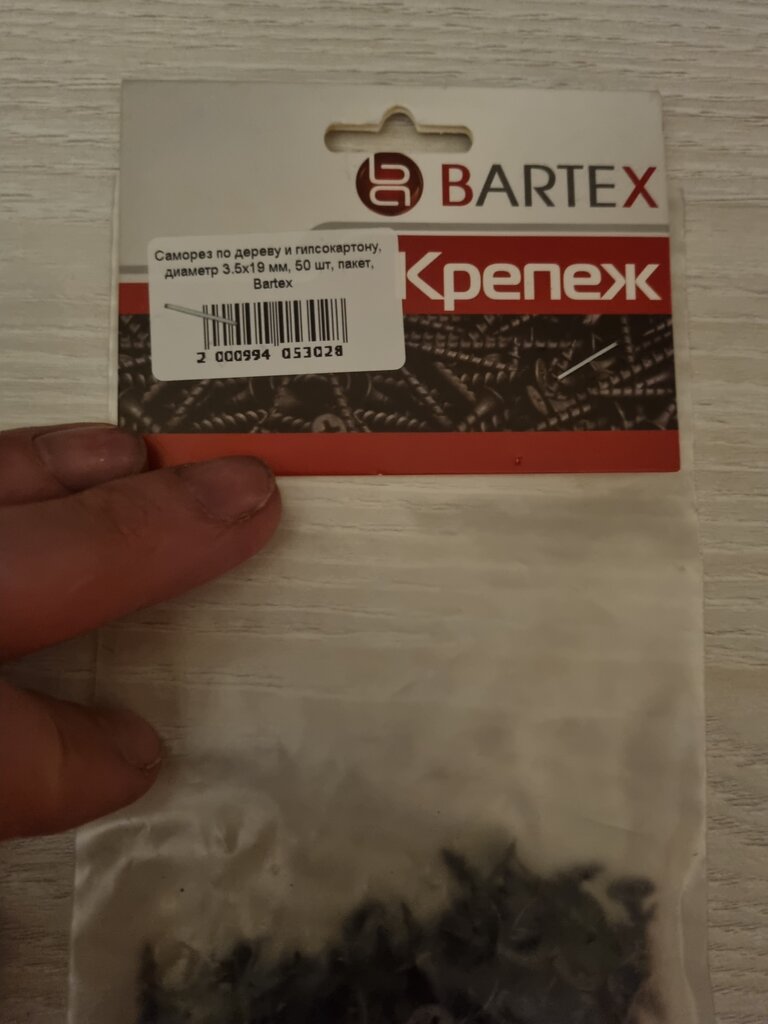 BARTEX
Крепеж
Саморез по дереву и гипсокартону,
диаметр 3.5х19 мм, 50 шт, пакет,
Bartex
2 000994 053028